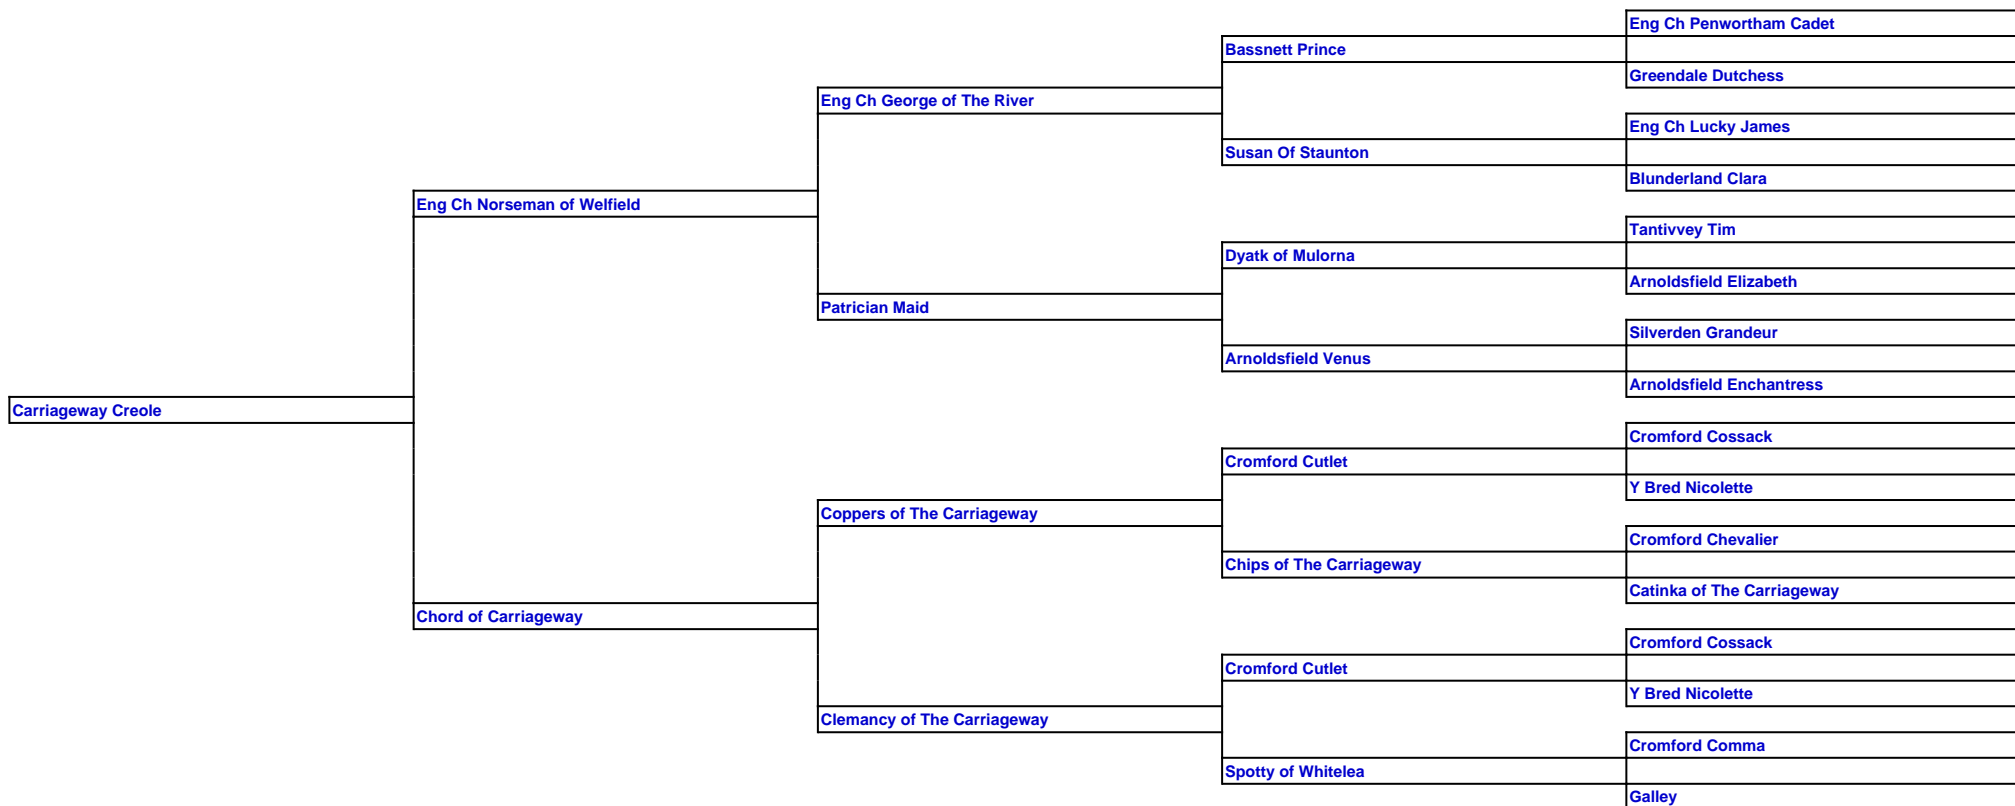 Eng Ch Penwortham Cadet
Bassnett Prince
Greendale Dutchess
Eng Ch George of The River
Eng Ch Lucky James
Susan Of Staunton
Blunderland Clara
Eng Ch Norseman of Welfield
Tantivvey Tim
Dyatk of Mulorna
Arnoldsfield Elizabeth
Patrician Maid
Silverden Grandeur
Arnoldsfield Venus
Arnoldsfield Enchantress
Carriageway Creole
Cromford Cossack
Cromford Cutlet
Y Bred Nicolette
Coppers of The Carriageway
Cromford Chevalier
Chips of The Carriageway
Catinka of The Carriageway
Chord of Carriageway
Cromford Cossack
Cromford Cutlet
Y Bred Nicolette
Clemancy of The Carriageway
Cromford Comma
Spotty of Whitelea
Galley